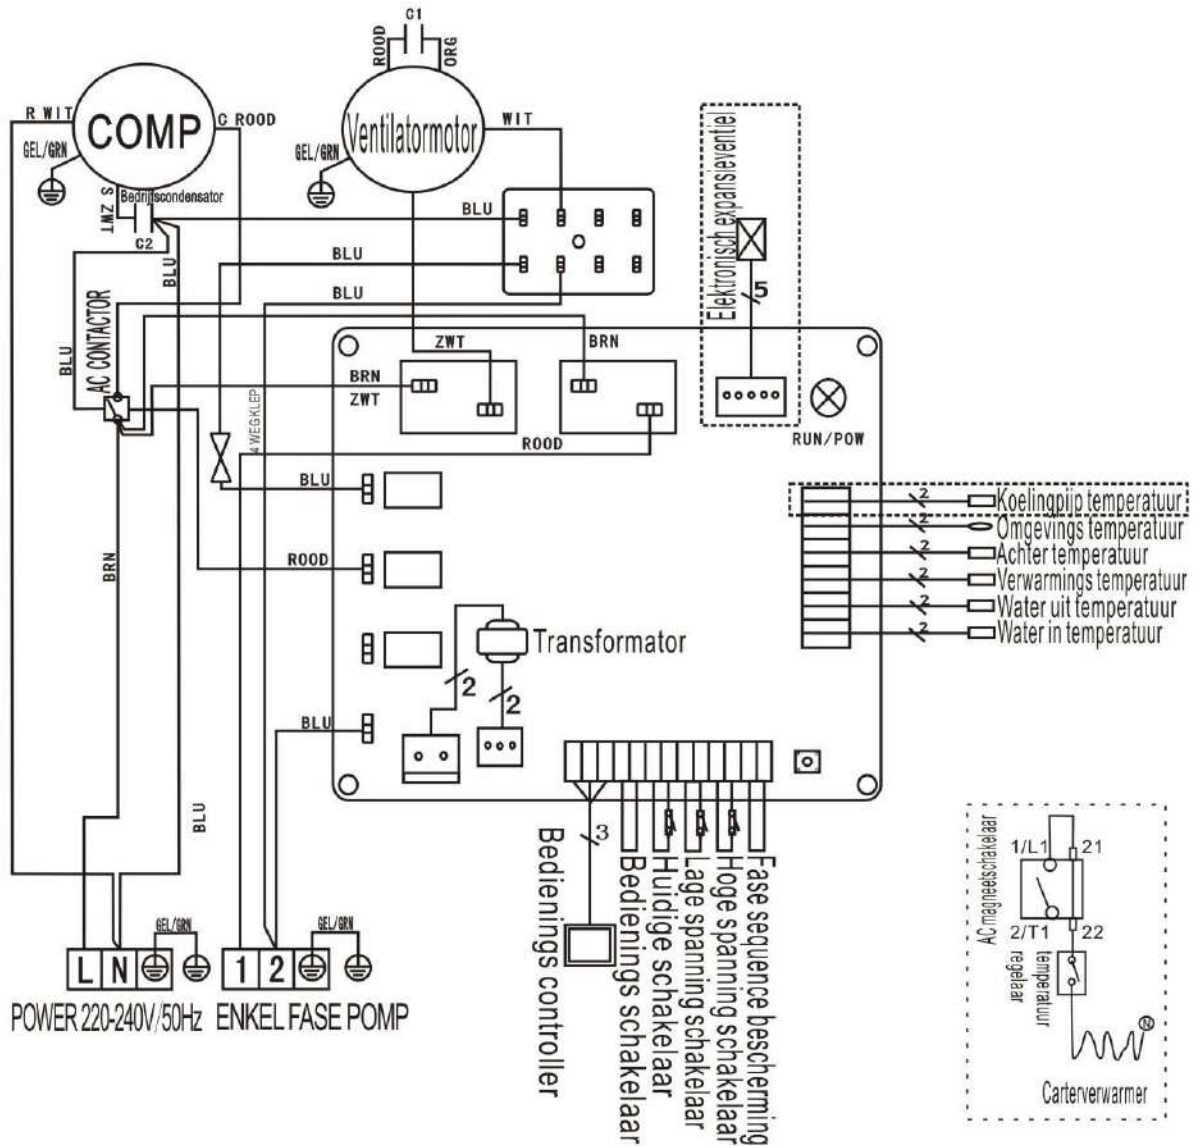 C1
ROOD
ORG
R WIT
COMP
C ROOD
Ventilatormotor
WIT
GEL/GRN
GEL/GRN
S
ZWT
Bedrijfscondensator
C2
BLU
BLU
BLU
BLU
BLU
AC CONTACTOR
Elektronisch expansieventiel
5
ZWT
BRN
BRN
ZWT
4 WEG KLEP
ROOD
RUN/POW
BLU
ROOD
BRN
BLU
BLU
Transformator
2
2
2
Koelingpijp temperatuur
2
Omgevings temperatuur
2
Achter temperatuur
2
Verwarmings temperatuur
2
Water uit temperatuur
2
Water in temperatuur
3
Bedienings controller
Bedienings schakelaar
Huidige schakelaar
Lage spanning schakelaar
Hoge spanning schakelaar
Fase sequence bescherming
GEL/GRN
GEL/GRN
L N
1 2
POWER 220-240V/50Hz
ENKEL FASE POMP
AC magneetschakelaar
1/L1
21
2/T1
22
temperatuur
regelaar
N
Carterverwarmer